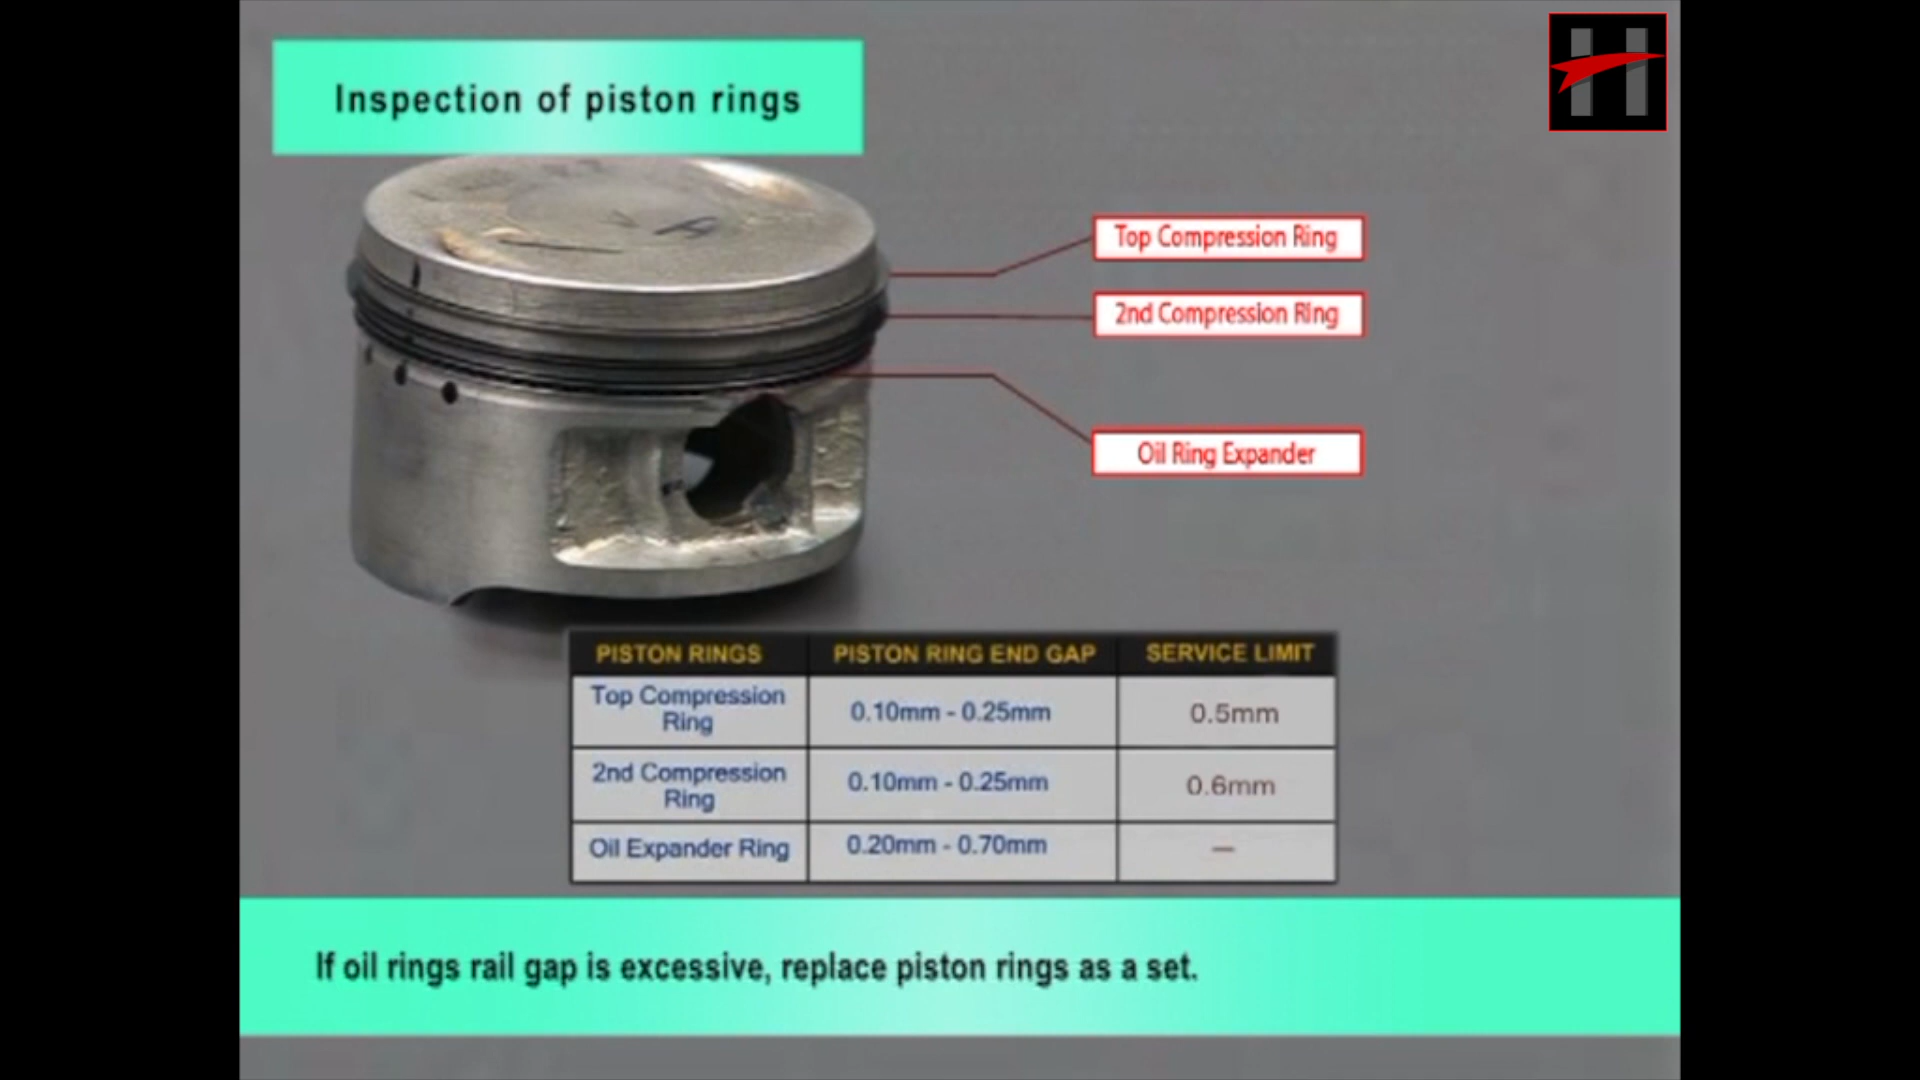 Inspection of piston rings
Top Compression Ring
2nd Compression Ring
Oil Ring Expander
PISTON RINGS PISTON RING END GAP SERVICE LIMIT
Top Compression
Ring
0.10mm - 0.25mm
0.5mm
2nd Compression
Ring
0.10mm - 0.25mm
0.6mm
Oil Expander Ring 0.20mm - 0.70mm —
If oil rings rail gap is excessive, replace piston rings as a set.